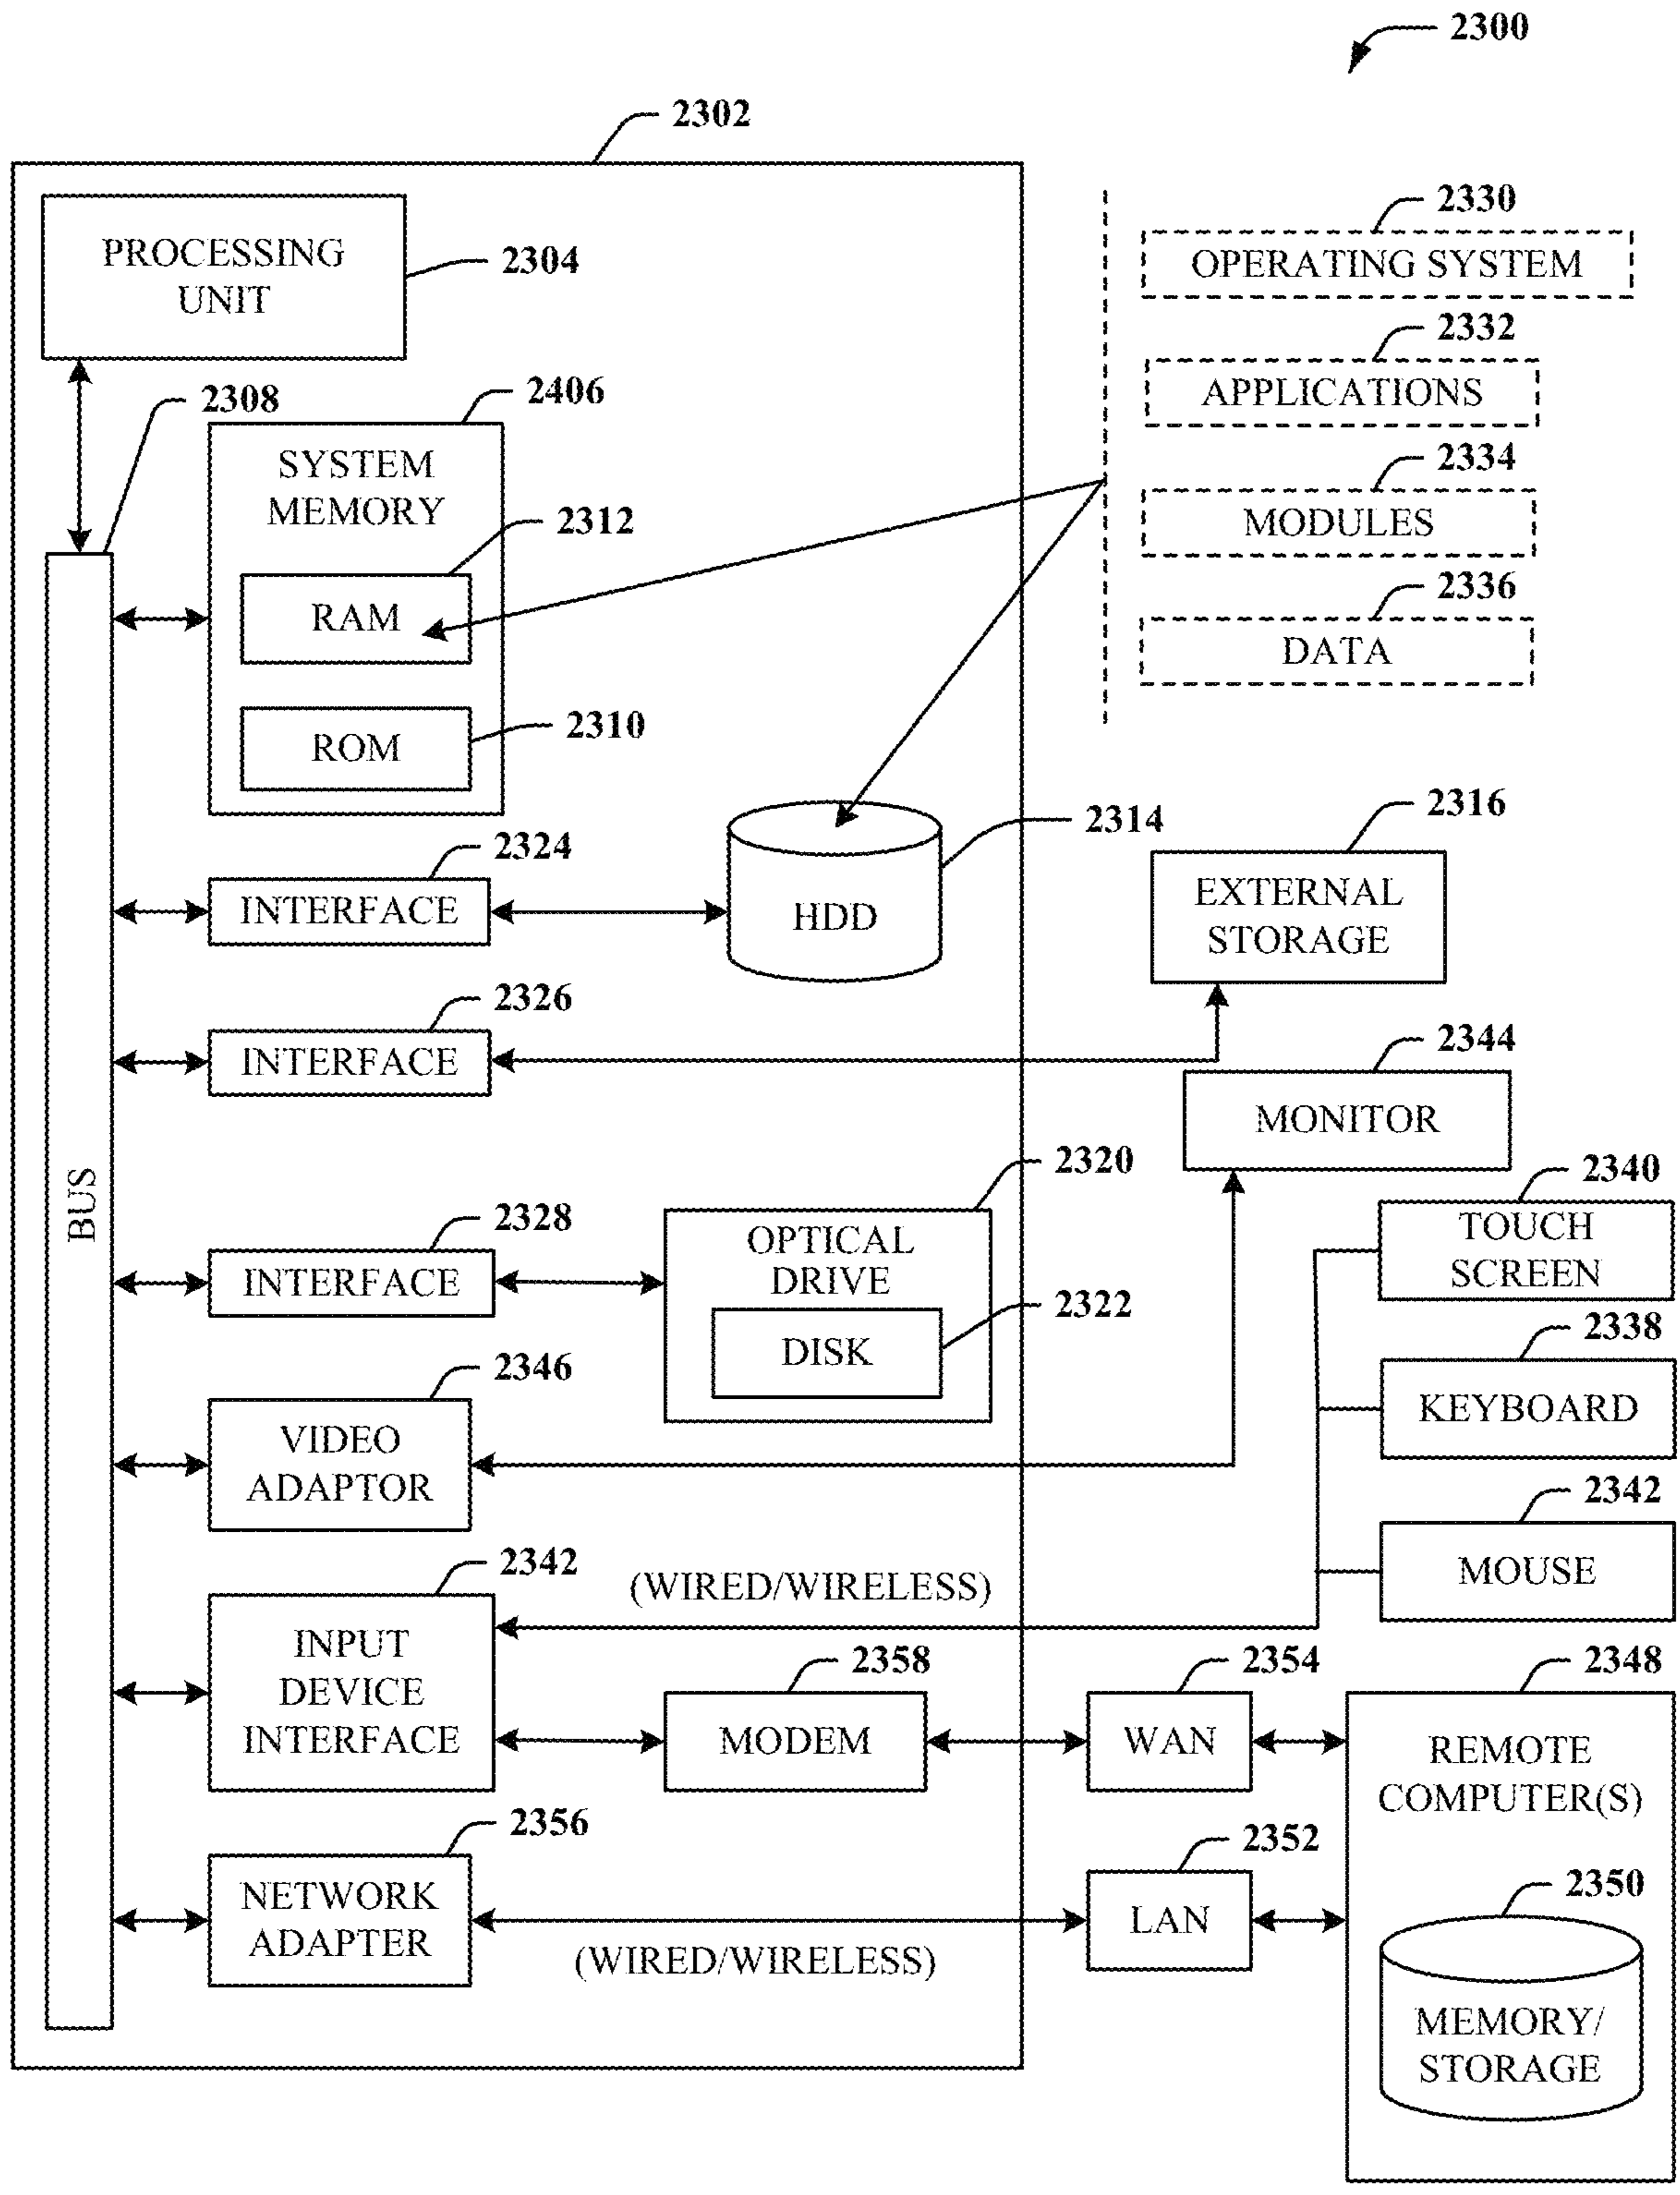 2300
2302
PROCESSING
UNIT
2304
2330
OPERATING SYSTEM
2332
APPLICATIONS
2334
MODULES
2336
DATA
2308
2406
SYSTEM
MEMORY
2312
RAM
2310
ROM
2324
INTERFACE
2314
HDD
2316
EXTERNAL
STORAGE
2326
INTERFACE
2344
MONITOR
BUS
2328
INTERFACE
2320
OPTICAL
DRIVE
2322
DISK
2340
TOUCH
SCREEN
2338
KEYBOARD
2346
VIDEO
ADAPTOR
2342
MOUSE
2342
INPUT
DEVICE
INTERFACE
(WIRED/WIRELESS)
2358
MODEM
2354
WAN
2348
REMOTE
COMPUTER(S)
2356
NETWORK
ADAPTER
(WIRED/WIRELESS)
2352
LAN
2350
MEMORY/
STORAGE